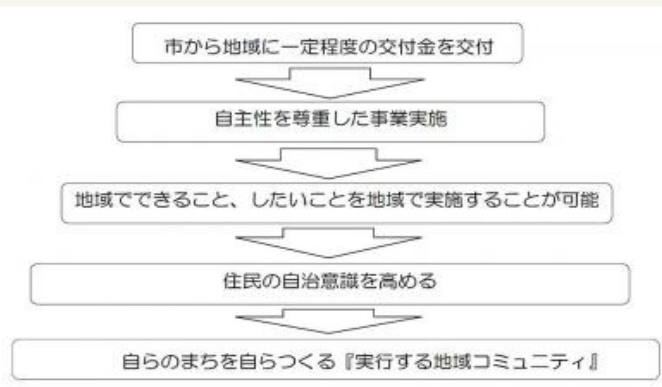 市から地域に一定程度の交付金を交付
自主性を尊重した事業実施
地域でできること、したいことを地域で実施することが可能
住民の自治意識を高める
自らのまちを自らつくる『実行する地域コミュニティ』